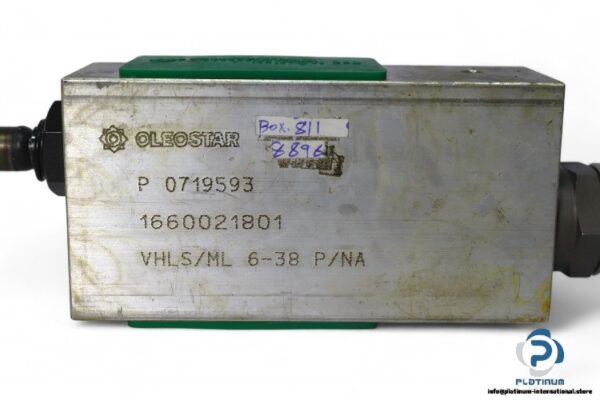 OLEOSTAR
Box. 811
8896
P 0719593
1660021801
VHLS/ML 6-38 P/NA
PLATINUM
info@platinum-international.store